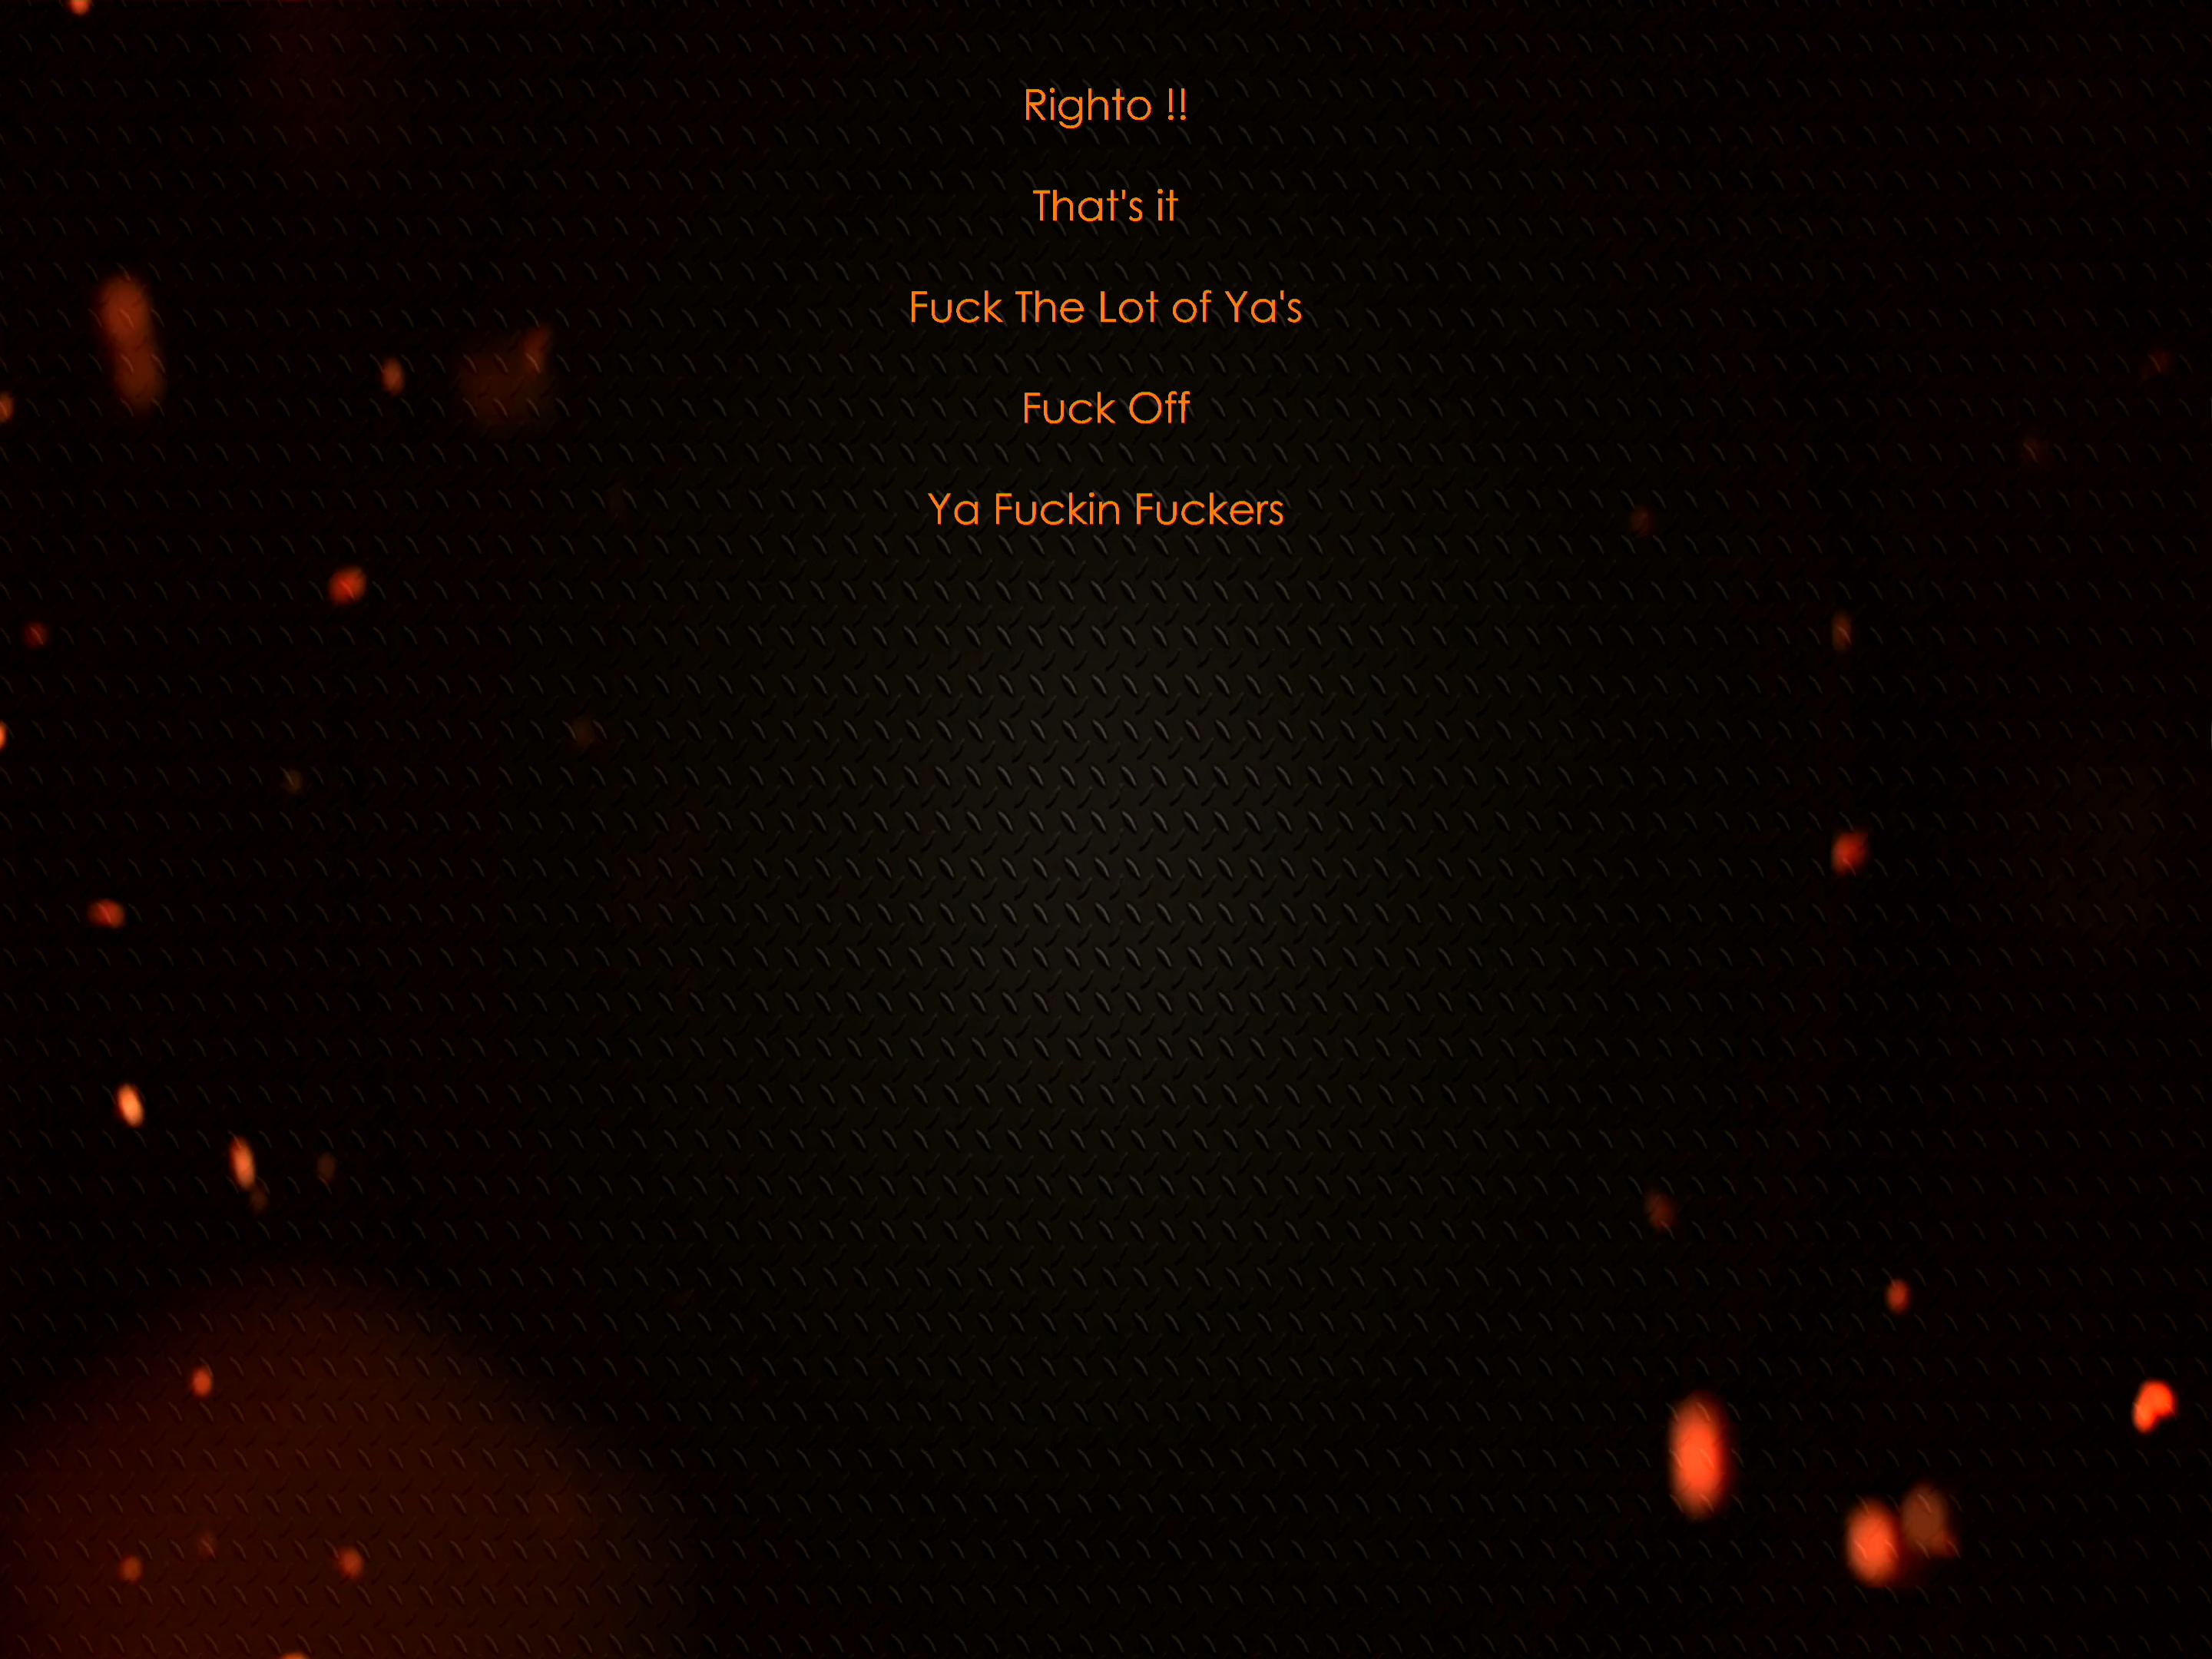 Righto !!
That's it
Fuck The Lot of Ya's
Fuck Off
Ya Fuckin Fuckers